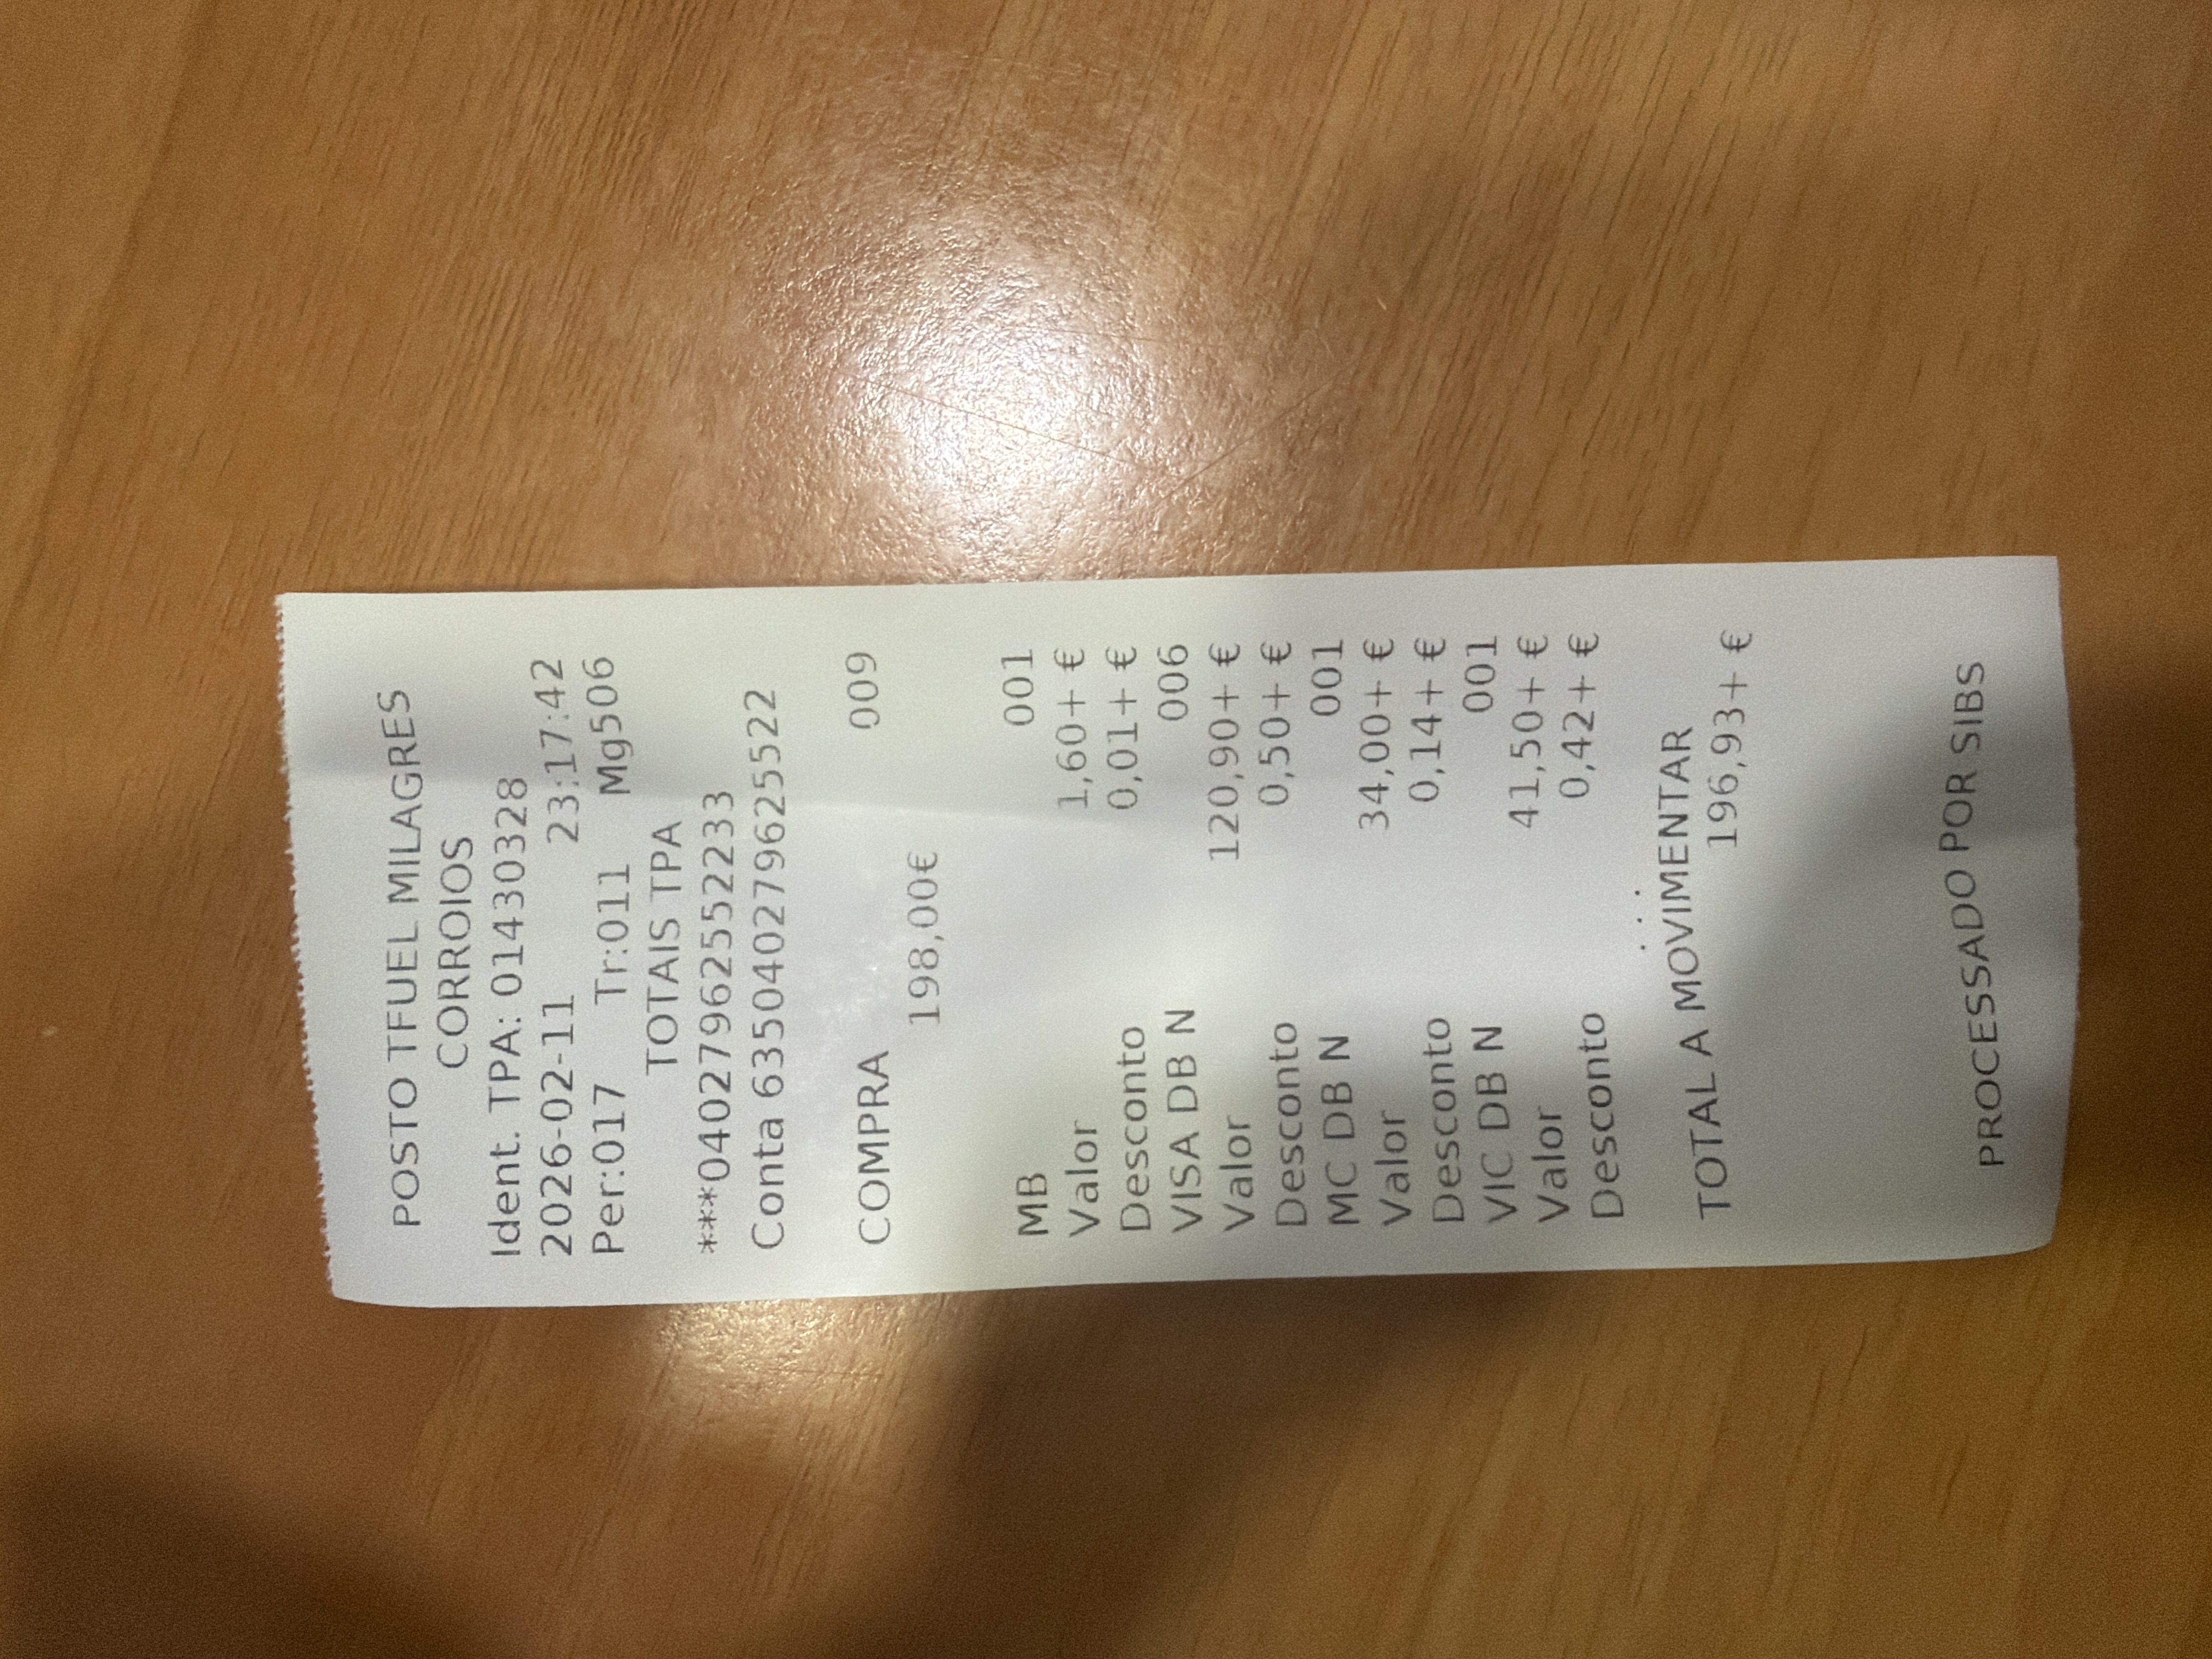 POSTO TFUEL MILAGRES
CORROIOS
Ident. TPA: 01430328
2026-02-11 23:17:42
Per:017 Tr:011 Mg506
TOTAIS TPA
***0402796255522233
Conta 6350402796255522
COMPRA 009
198,00€
MB 001
Valor 1,60+ €
Desconto 0,01+ €
VISA DB N 006
Valor 120,90+ €
Desconto 0,50+ €
MC DB N 001
Valor 34,00+ €
Desconto 0,14+ €
VIC DB N 001
Valor 41,50+ €
Desconto 0,42+ €
...
TOTAL A MOVIMENTAR
196,93+ €
PROCESSADO POR SIBS